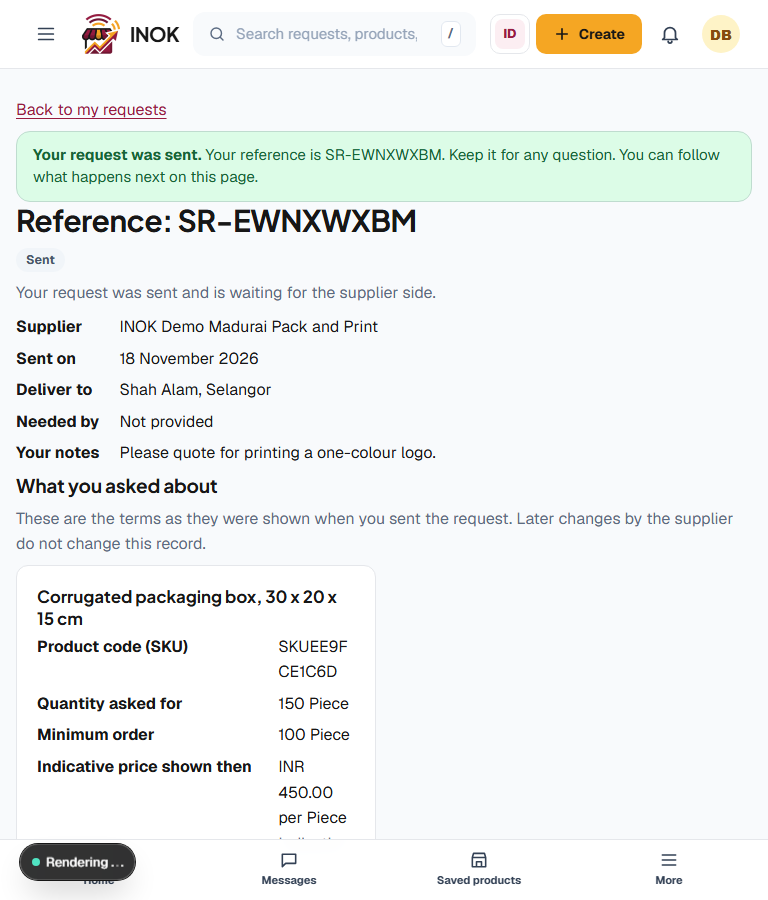 INOK
Search requests, products,
/
ID
Create
DB
Back to my requests
Your request was sent. Your reference is SR-EWNXWXBM. Keep it for any question. You can follow
what happens next on this page.
Reference: SR-EWNXWXBM
Sent
Your request was sent and is waiting for the supplier side.
Supplier INOK Demo Madurai Pack and Print
Sent on 18 November 2026
Deliver to Shah Alam, Selangor
Needed by Not provided
Your notes Please quote for printing a one-colour logo.
What you asked about
These are the terms as they were shown when you sent the request. Later changes by the supplier
do not change this record.
Corrugated packaging box, 30 x 20 x
15 cm
Product code (SKU) SKUEE9F
CE1C6D
Quantity asked for 150 Piece
Minimum order 100 Piece
Indicative price shown then INR
450.00
per Piece
Rendering ...
Messages
Saved products
More